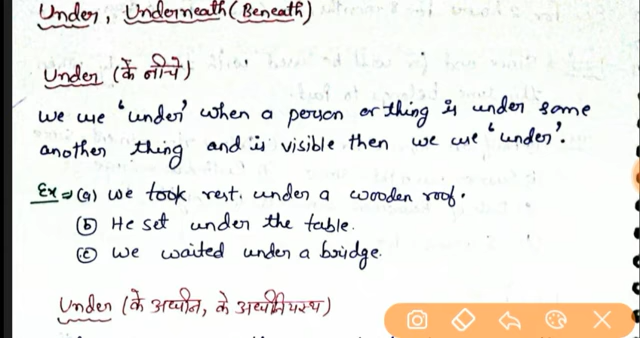 Under, Underneath (Beneath)
Under (के नीचे)
we use 'under' when a person or thing is under some
another thing and is visible then we use 'under'.
Ex ⇒ (a) we took rest under a wooden roof.
(b) He set under the table.
(c) we waited under a bridge.
Under (के अधीन, के अधीनस्थ)